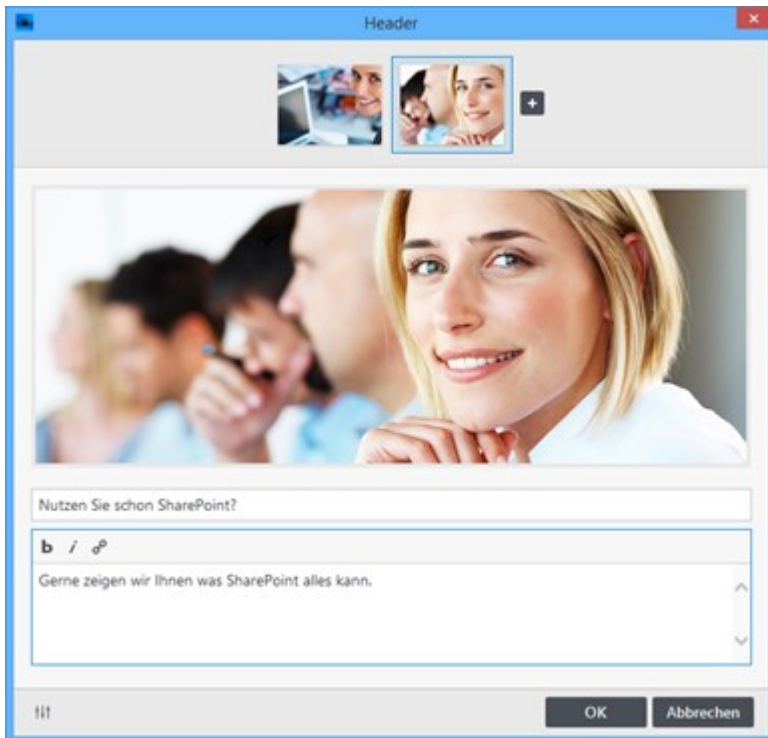 Header
Nutzen Sie schon SharePoint?
b i
Gerne zeigen wir Ihnen was SharePoint alles kann.
OK Abbrechen